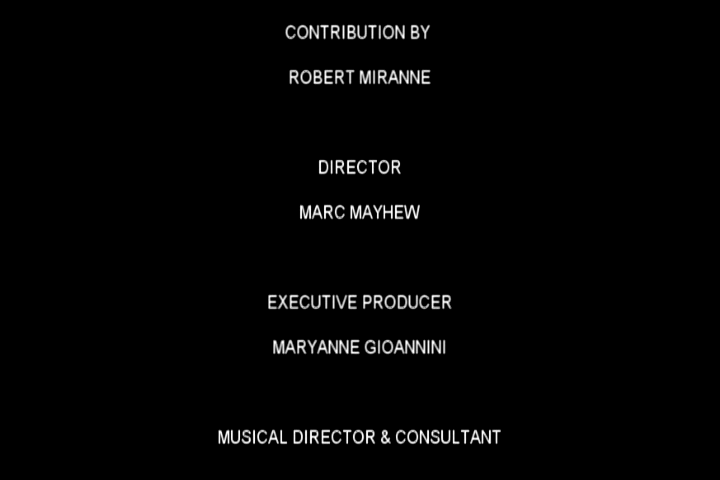 CONTRIBUTION BY
ROBERT MIRANNE
DIRECTOR
MARC MAYHEW
EXECUTIVE PRODUCER
MARYANNE GIOANNINI
MUSICAL DIRECTOR & CONSULTANT